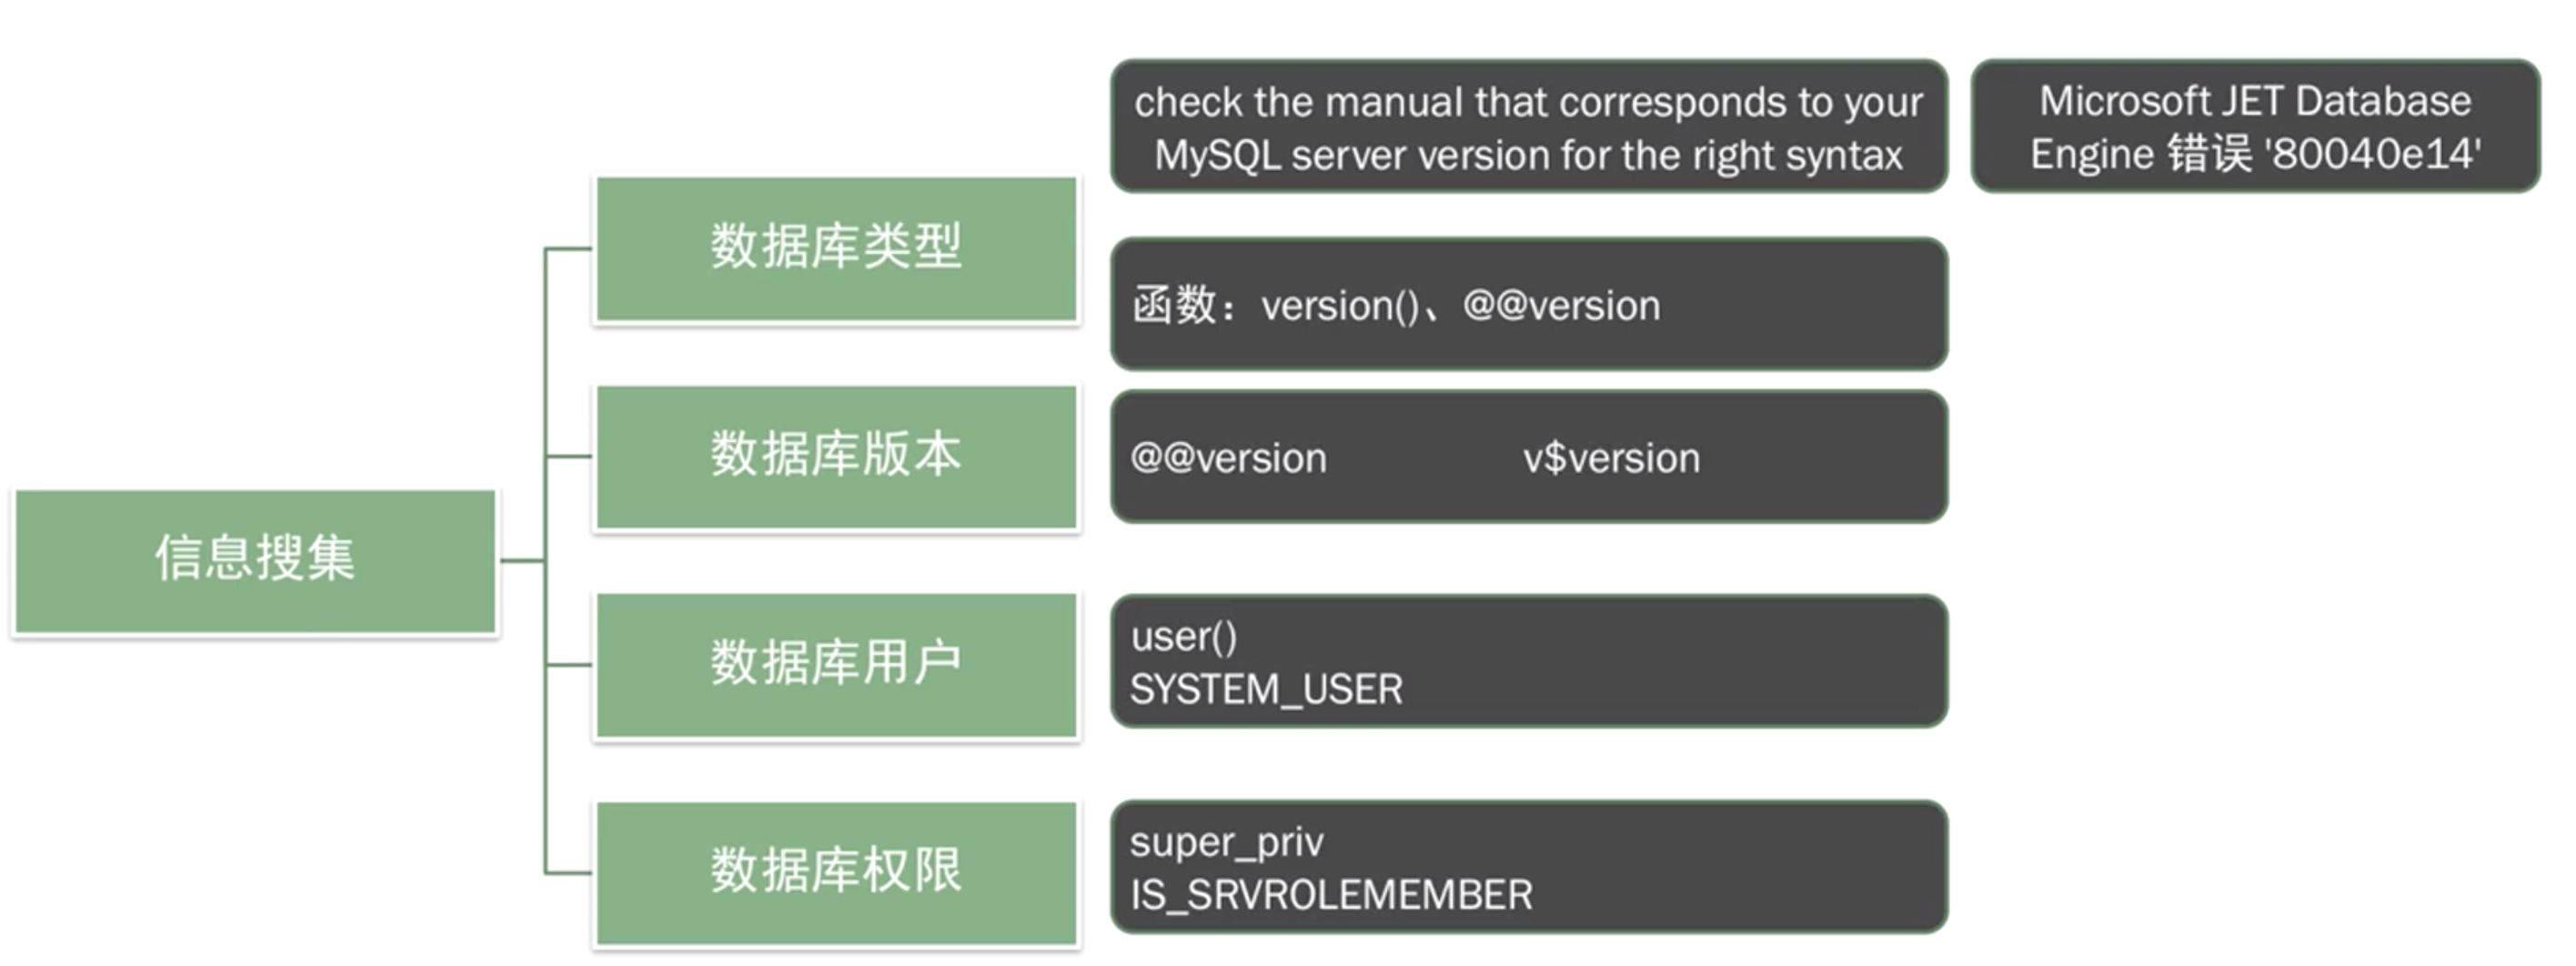 信息搜集
数据库类型
check the manual that corresponds to your
MySQL server version for the right syntax
Microsoft JET Database
Engine 错误 '80040e14'
函数：version()、@@version
数据库版本
@@version v$version
数据库用户
user()
SYSTEM_USER
数据库权限
super_priv
IS_SRVROLEMEMBER